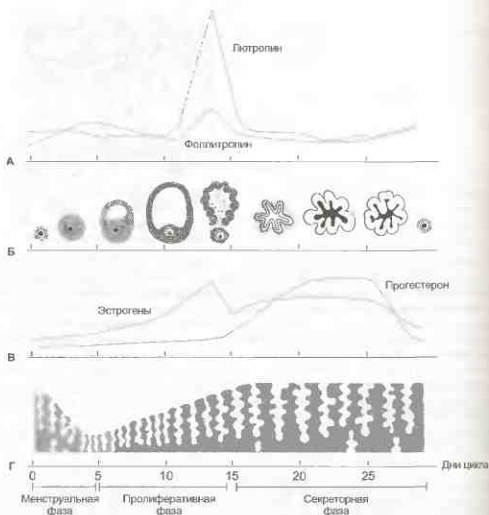 Лютропин
Фоллитропин
А
Б
Эстрогены
Прогестерон
В
Г
0 5 10 15 20 25
Дни цикла
Менструальная фаза
Пролиферативная фаза
Секреторная фаза